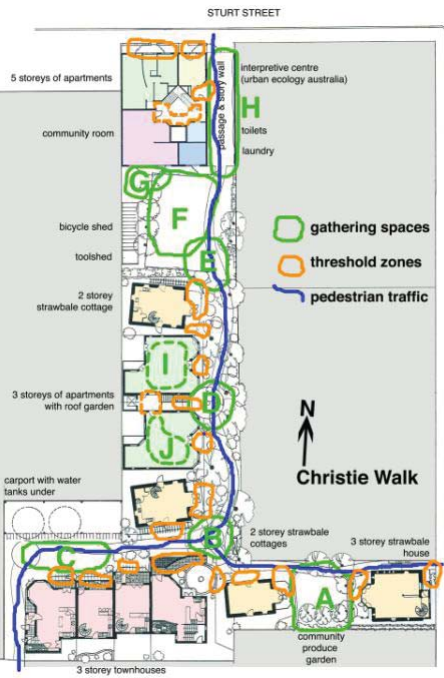 STURT STREET
5 storeys of apartments
passage & story wall
interpretive centre
(urban ecology australia)
H
community room
toilets
laundry
G
F
bicycle shed
gathering spaces
toolshed
E
threshold zones
2 storey
strawbale cottage
pedestrian traffic
I
3 storeys of apartments
with roof garden
D
N
J
Christie Walk
carport with water
tanks under
B
2 storey strawbale
cottages
3 storey strawbale
house
C
A
community
produce
garden
3 storey townhouses